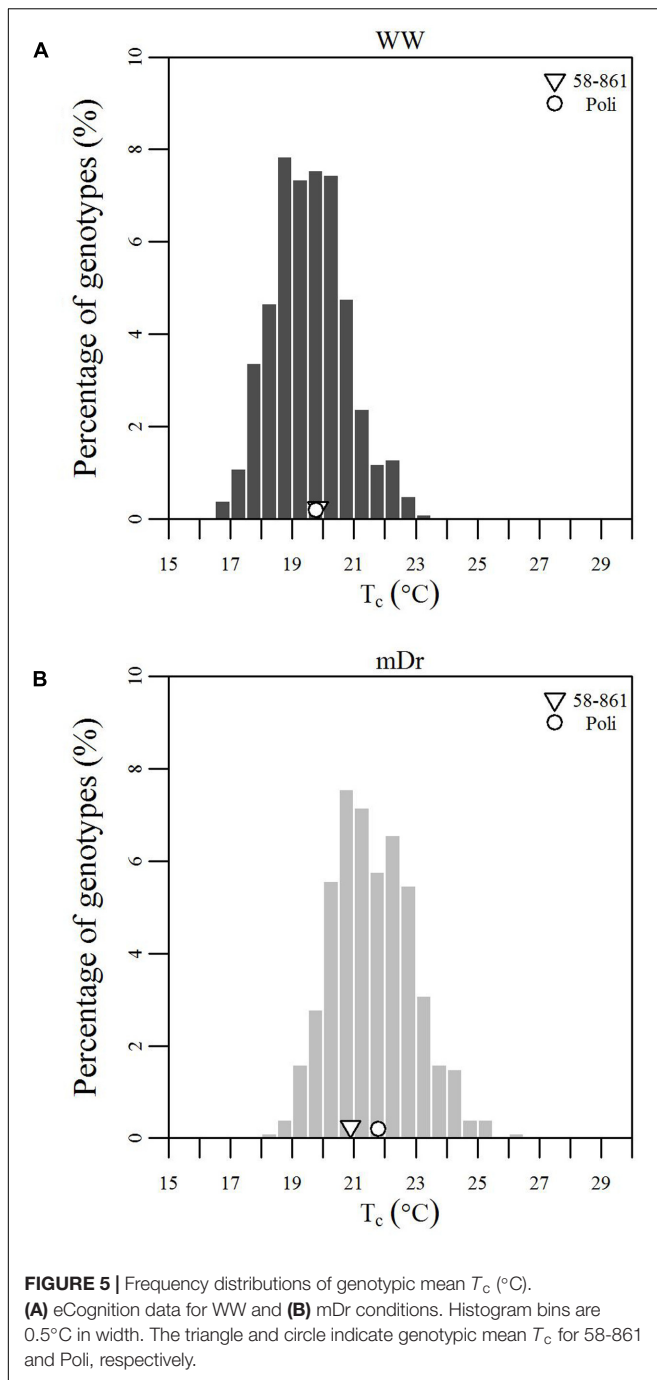 A
WW
58-861
Poli
Percentage of genotypes (%)
10
8
6
4
2
0
15 17 19 21 23 25 27 29
Tc (°C)
B
mDr
58-861
Poli
Percentage of genotypes (%)
10
8
6
4
2
0
15 17 19 21 23 25 27 29
Tc (°C)
FIGURE 5 | Frequency distributions of genotypic mean Tc (°C).
(A) eCognition data for WW and (B) mDr conditions. Histogram bins are
0.5°C in width. The triangle and circle indicate genotypic mean Tc for 58-861
and Poli, respectively.